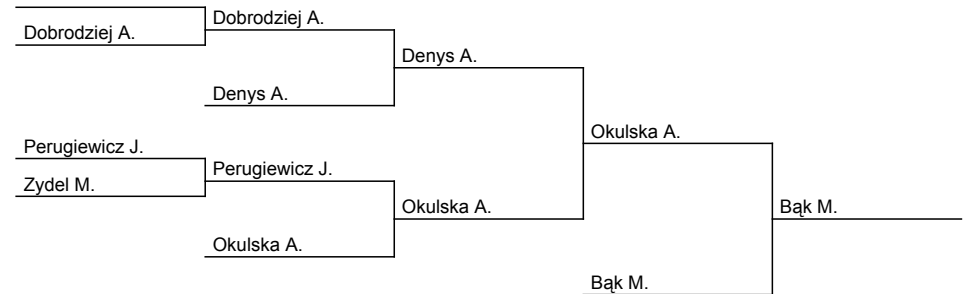 Dobrodziej A.
Dobrodziej A.
Denys A.
Denys A.
Okulska A.
Perugiewicz J.
Perugiewicz J.
Zydel M.
Okulska A.
Bąk M.
Okulska A.
Bąk M.